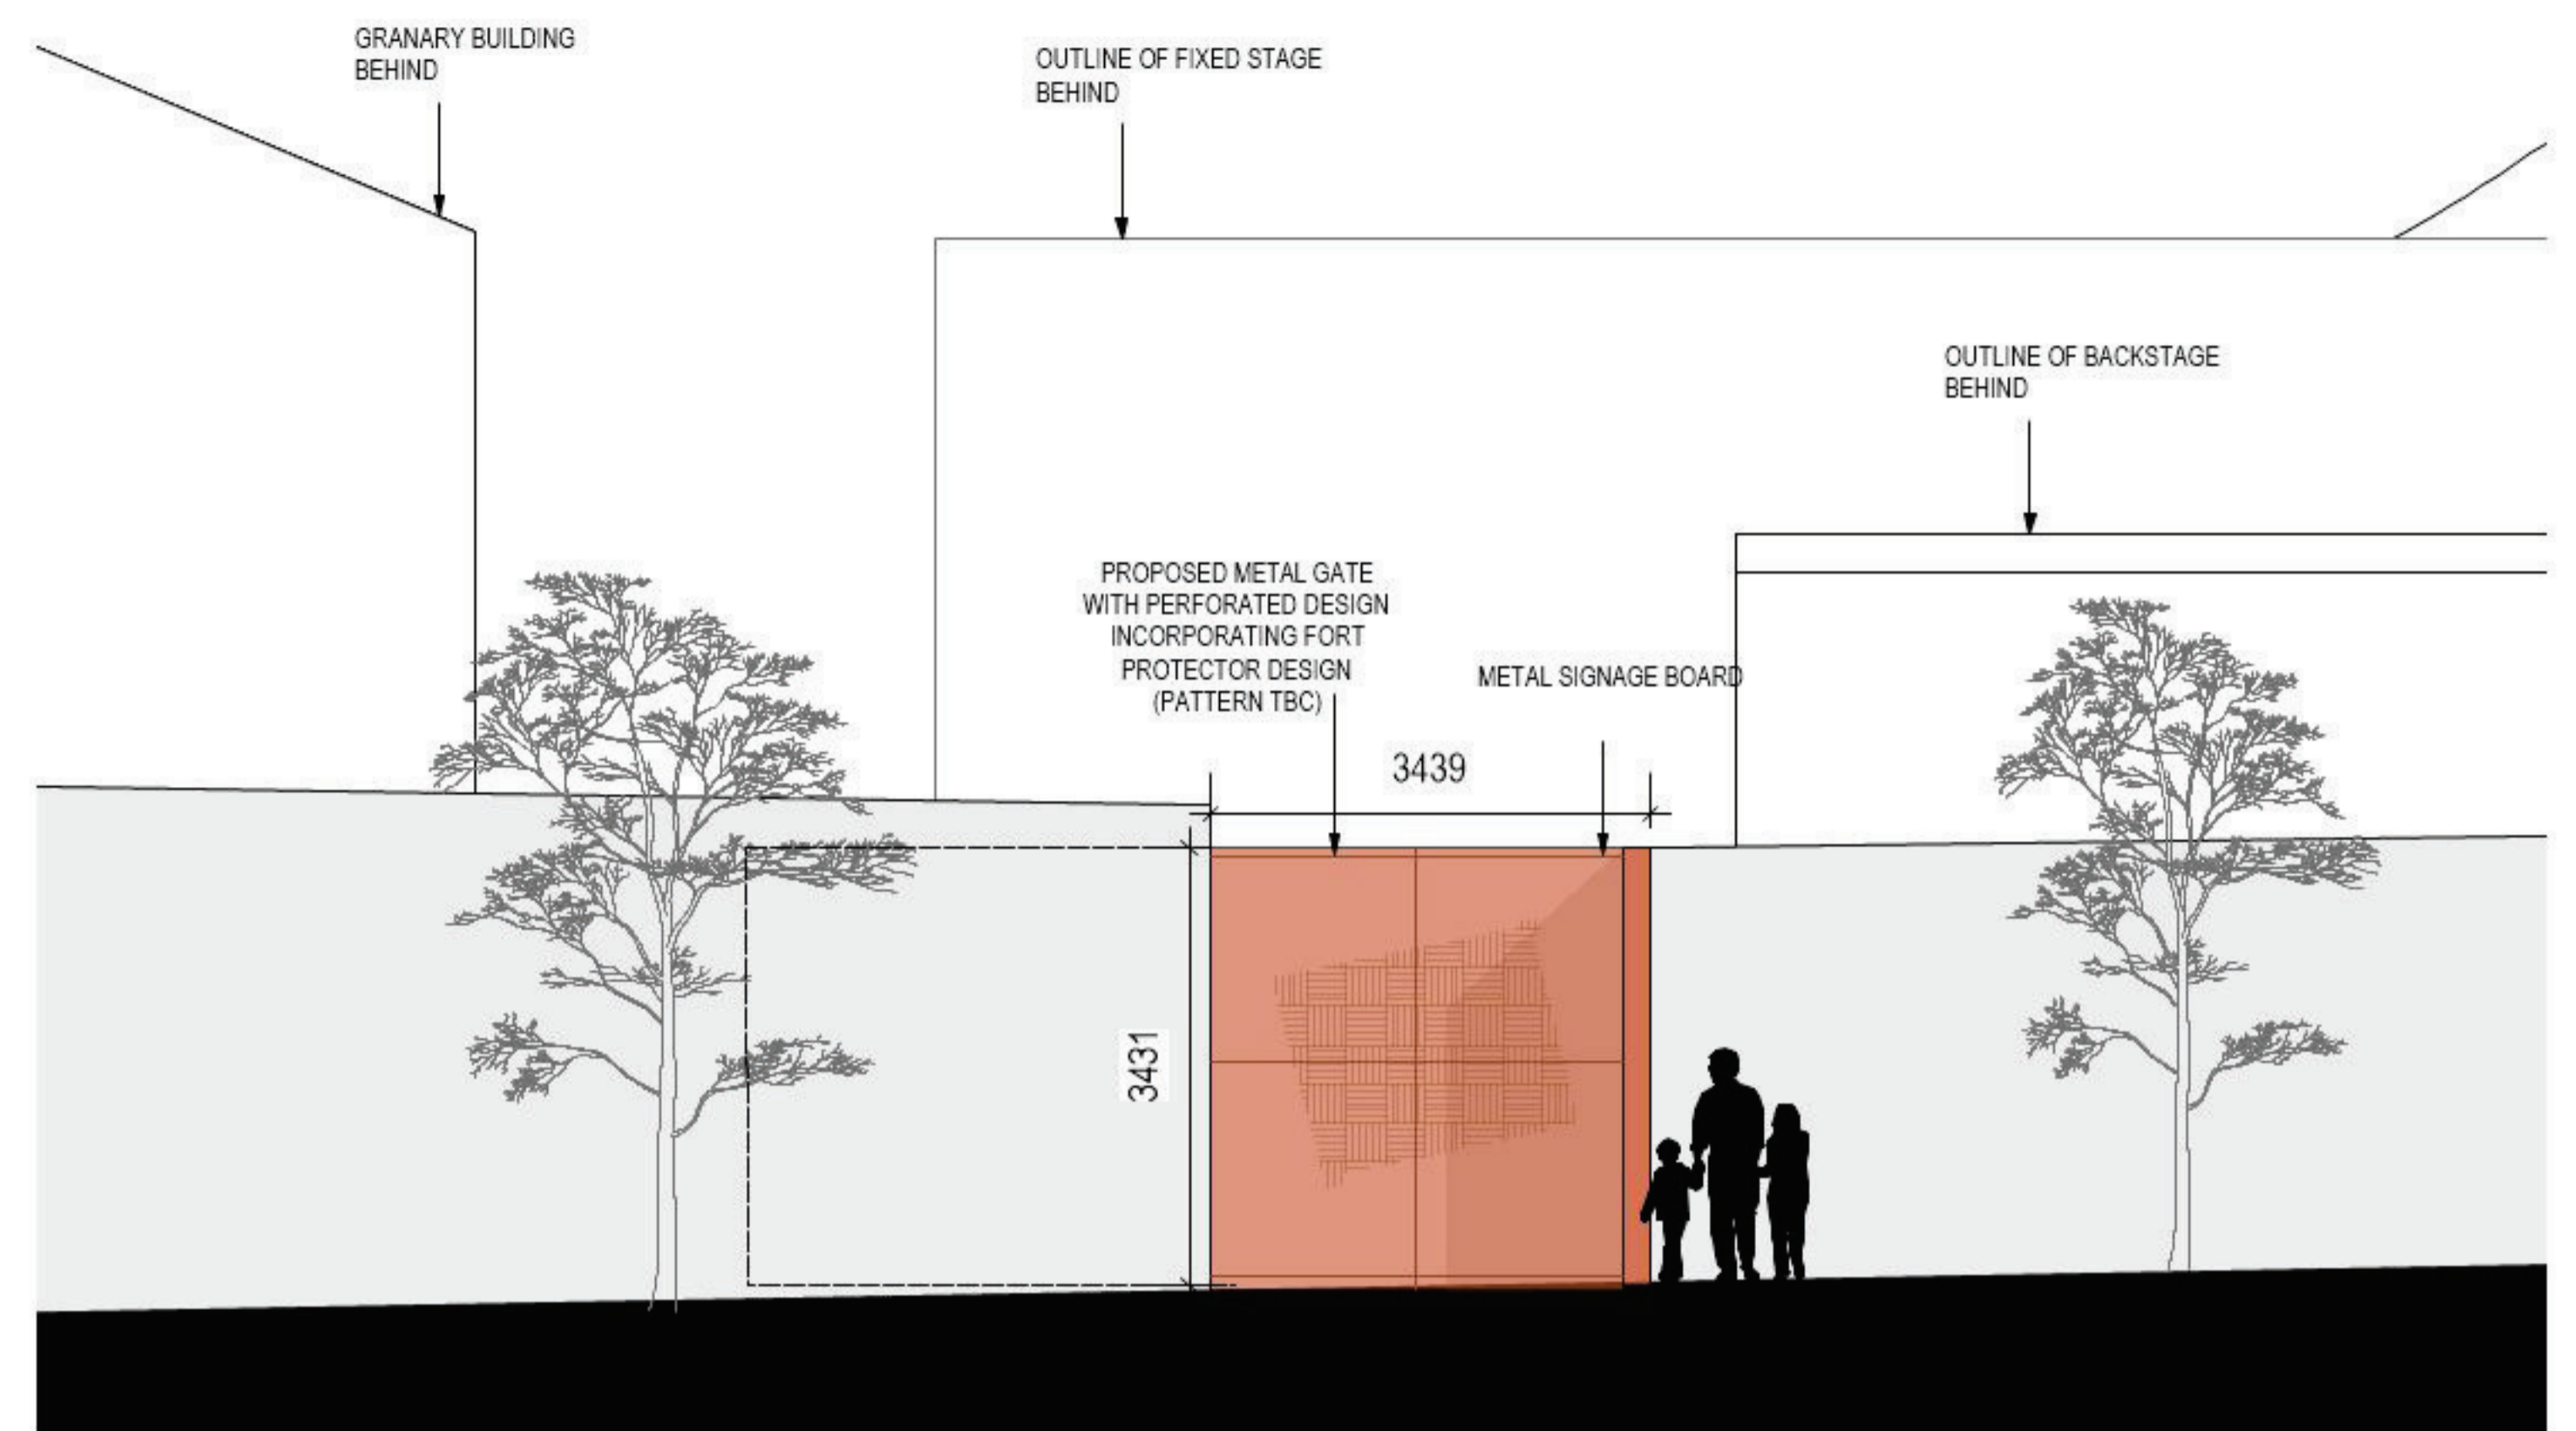 GRANARY BUILDING
BEHIND
OUTLINE OF FIXED STAGE
BEHIND
OUTLINE OF BACKSTAGE
BEHIND
PROPOSED METAL GATE
WITH PERFORATED DESIGN
INCORPORATING FORT
PROTECTOR DESIGN
(PATTERN TBC)
METAL SIGNAGE BOARD
3439
3431